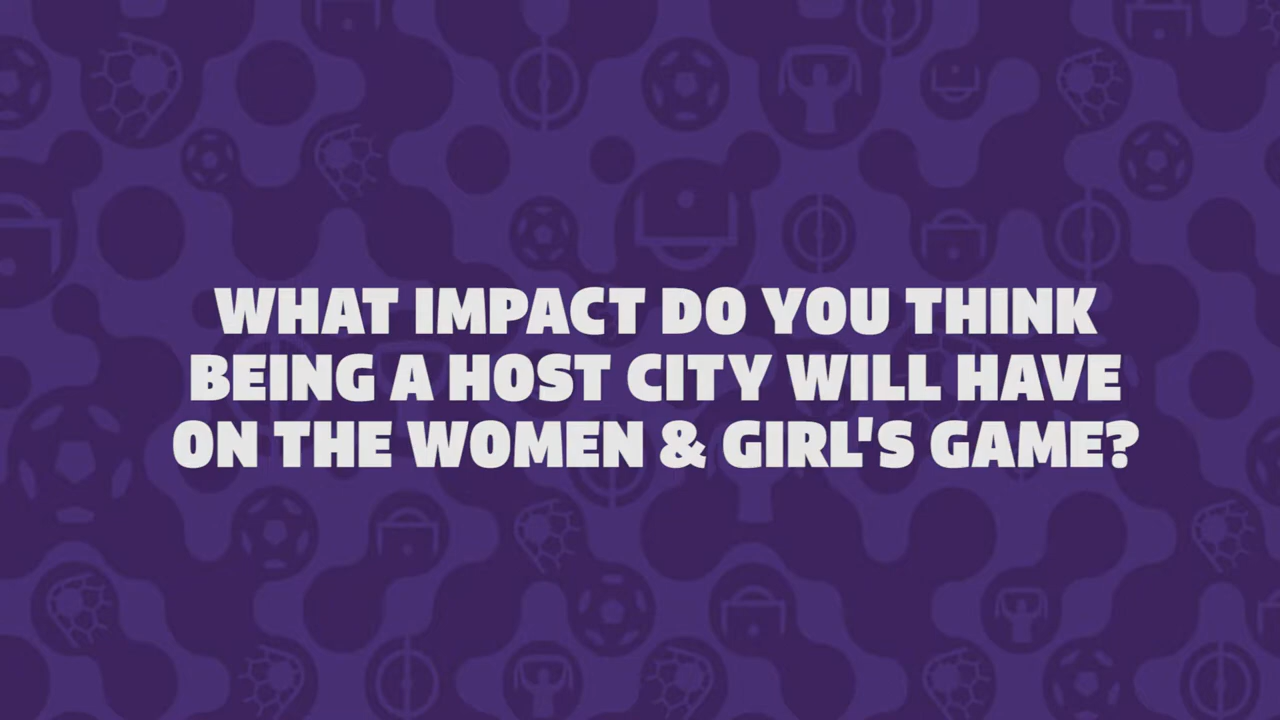 WHAT IMPACT DO YOU THINK
BEING A HOST CITY WILL HAVE
ON THE WOMEN & GIRL'S GAME?